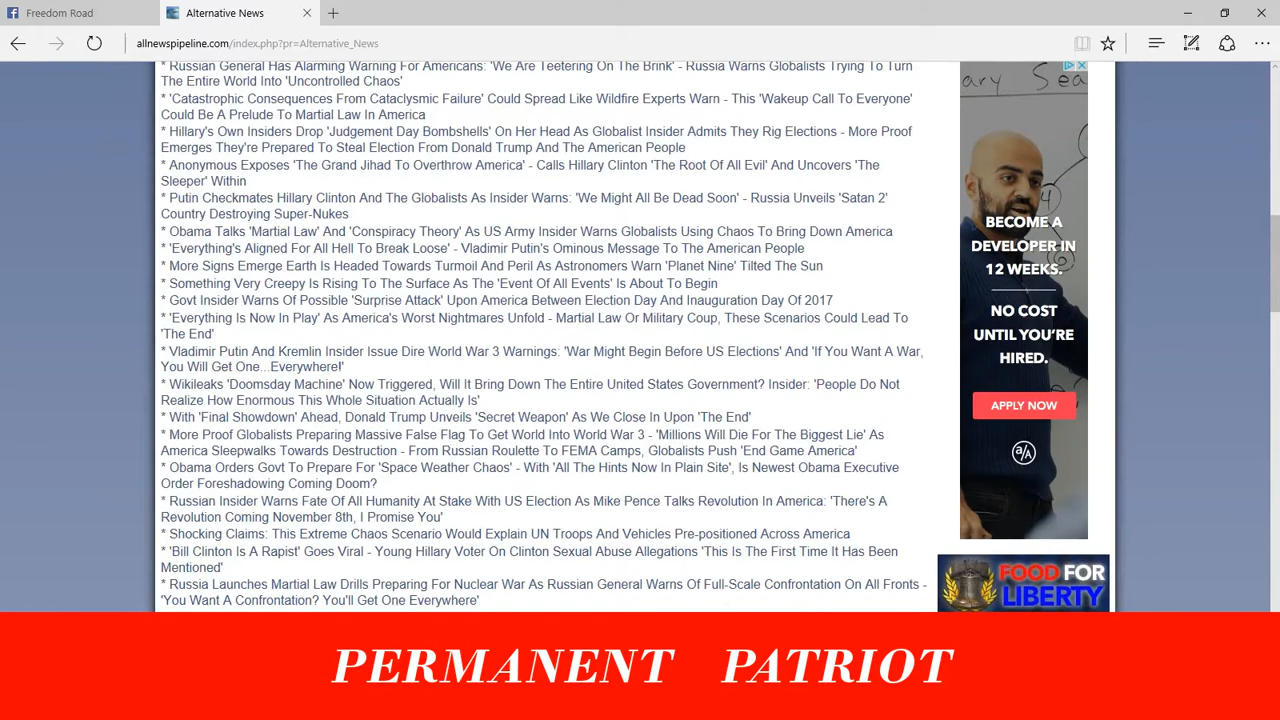 Freedom Road
Alternative News
allnewspipeline.com/index.php?pr=Alternative_News
* Russian General Has Alarming Warning For Americans: 'We Are Teetering On The Brink' - Russia Warns Globalists Trying To Turn
The Entire World Into 'Uncontrolled Chaos'
* 'Catastrophic Consequences From Cataclysmic Failure' Could Spread Like Wildfire Experts Warn - This 'Wakeup Call To Everyone'
Could Be A Prelude To Martial Law In America
* Hillary's Own Insiders Drop 'Judgement Day Bombshells' On Her Head As Globalist Insider Admits They Rig Elections - More Proof
Emerges They're Prepared To Steal Election From Donald Trump And The American People
* Anonymous Exposes 'The Grand Jihad To Overthrow America' - Calls Hillary Clinton 'The Root Of All Evil' And Uncovers 'The
Sleeper' Within
* Putin Checkmates Hillary Clinton And The Globalists As Insider Warns: 'We Might All Be Dead Soon' - Russia Unveils 'Satan 2'
Country Destroying Super-Nukes
* Obama Talks 'Martial Law' And 'Conspiracy Theory' As US Army Insider Warns Globalists Using Chaos To Bring Down America
* 'Everything's Aligned For All Hell To Break Loose' - Vladimir Putin's Ominous Message To The American People
* More Signs Emerge Earth Is Headed Towards Turmoil And Peril As Astronomers Warn 'Planet Nine' Tilted The Sun
* Something Very Creepy Is Rising To The Surface As The 'Event Of All Events' Is About To Begin
* Govt Insider Warns Of Possible 'Surprise Attack' Upon America Between Election Day And Inauguration Day Of 2017
* 'Everything Is Now In Play' As America's Worst Nightmares Unfold - Martial Law Or Military Coup, These Scenarios Could Lead To
'The End'
* Vladimir Putin And Kremlin Insider Issue Dire World War 3 Warnings: 'War Might Begin Before US Elections' And 'If You Want A War,
You Will Get One...Everywhere!'
* Wikileaks 'Doomsday Machine' Now Triggered, Will It Bring Down The Entire United States Government? Insider: 'People Do Not
Realize How Enormous This Whole Situation Actually Is'
* With 'Final Showdown' Ahead, Donald Trump Unveils 'Secret Weapon' As We Close In Upon 'The End'
* More Proof Globalists Preparing Massive False Flag To Get World Into World War 3 - 'Millions Will Die For The Biggest Lie' As
America Sleepwalks Towards Destruction - From Russian Roulette To FEMA Camps, Globalists Push 'End Game America'
* Obama Orders Govt To Prepare For 'Space Weather Chaos' - With 'All The Hints Now In Plain Site', Is Newest Obama Executive
Order Foreshadowing Coming Doom?
* Russian Insider Warns Fate Of All Humanity At Stake With US Election As Mike Pence Talks Revolution In America: 'There's A
Revolution Coming November 8th, I Promise You'
* Shocking Claims: This Extreme Chaos Scenario Would Explain UN Troops And Vehicles Pre-positioned Across America
* 'Bill Clinton Is A Rapist' Goes Viral - Young Hillary Voter On Clinton Sexual Abuse Allegations 'This Is The First Time It Has Been
Mentioned'
* Russia Launches Martial Law Drills Preparing For Nuclear War As Russian General Warns Of Full-Scale Confrontation On All Fronts -
'You Want A Confrontation? You'll Get One Everywhere'
BECOME A
DEVELOPER IN
12 WEEKS.
NO COST
UNTIL YOU'RE
HIRED.
APPLY NOW
a/A
FOOD FOR
LIBERTY
PERMANENT PATRIOT